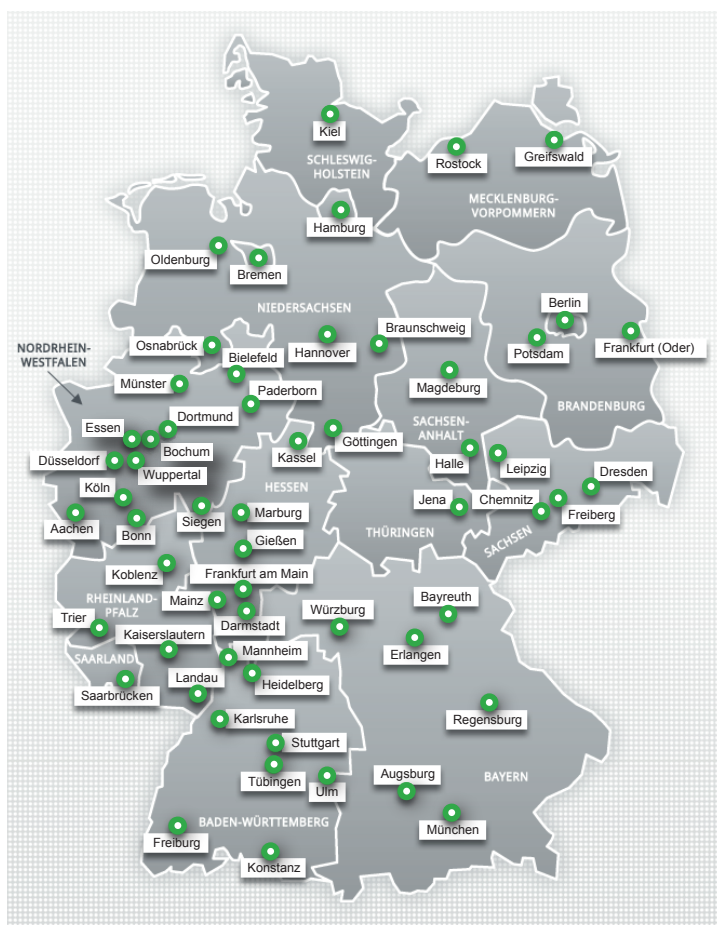 Kiel
SCHLESWIG-
HOLSTEIN
Rostock
Greifswald
MECKLENBURG-
VORPOMMERN
Hamburg
Oldenburg
Bremen
NIEDERSACHSEN
Berlin
Braunschweig
Osnabrück
Hannover
Potsdam
Frankfurt (Oder)
NORDRHEIN-
WESTFALEN
Bielefeld
Münster
Paderborn
Magdeburg
BRANDENBURG
Dortmund
Essen
SACHSEN-
ANHALT
Göttingen
Bochum
Kassel
Düsseldorf
Halle
Leipzig
Wuppertal
Dresden
HESSEN
Köln
Jena
Chemnitz
Marburg
Siegen
Freiberg
Aachen
Bonn
THÜRINGEN
SACHSEN
Gießen
Koblenz
Frankfurt am Main
RHEINLAND-
PFALZ
Mainz
Würzburg
Bayreuth
Trier
Darmstadt
Kaiserslautern
Mannheim
Erlangen
SAARLAND
Landau
Heidelberg
Saarbrücken
Karlsruhe
Regensburg
Stuttgart
Tübingen
Augsburg
BAYERN
Ulm
BADEN-WÜRTTEMBERG
München
Freiburg
Konstanz